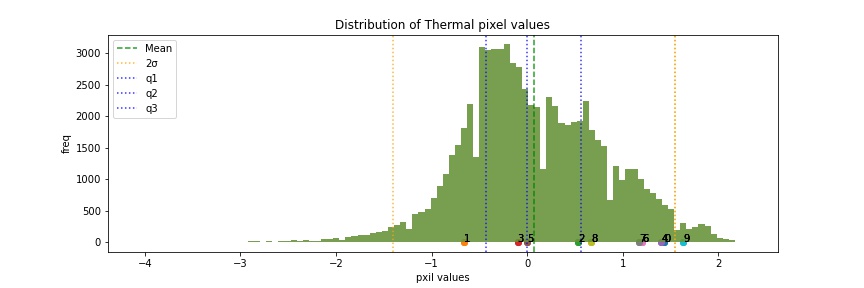 Distribution of Thermal pixel values
Mean
2σ
q1
q2
q3
freq
3000
2500
2000
1500
1000
500
0
1 3 5 2 8 7 6 4 0 9
−4 −3 −2 −1 0 1 2
pxil values